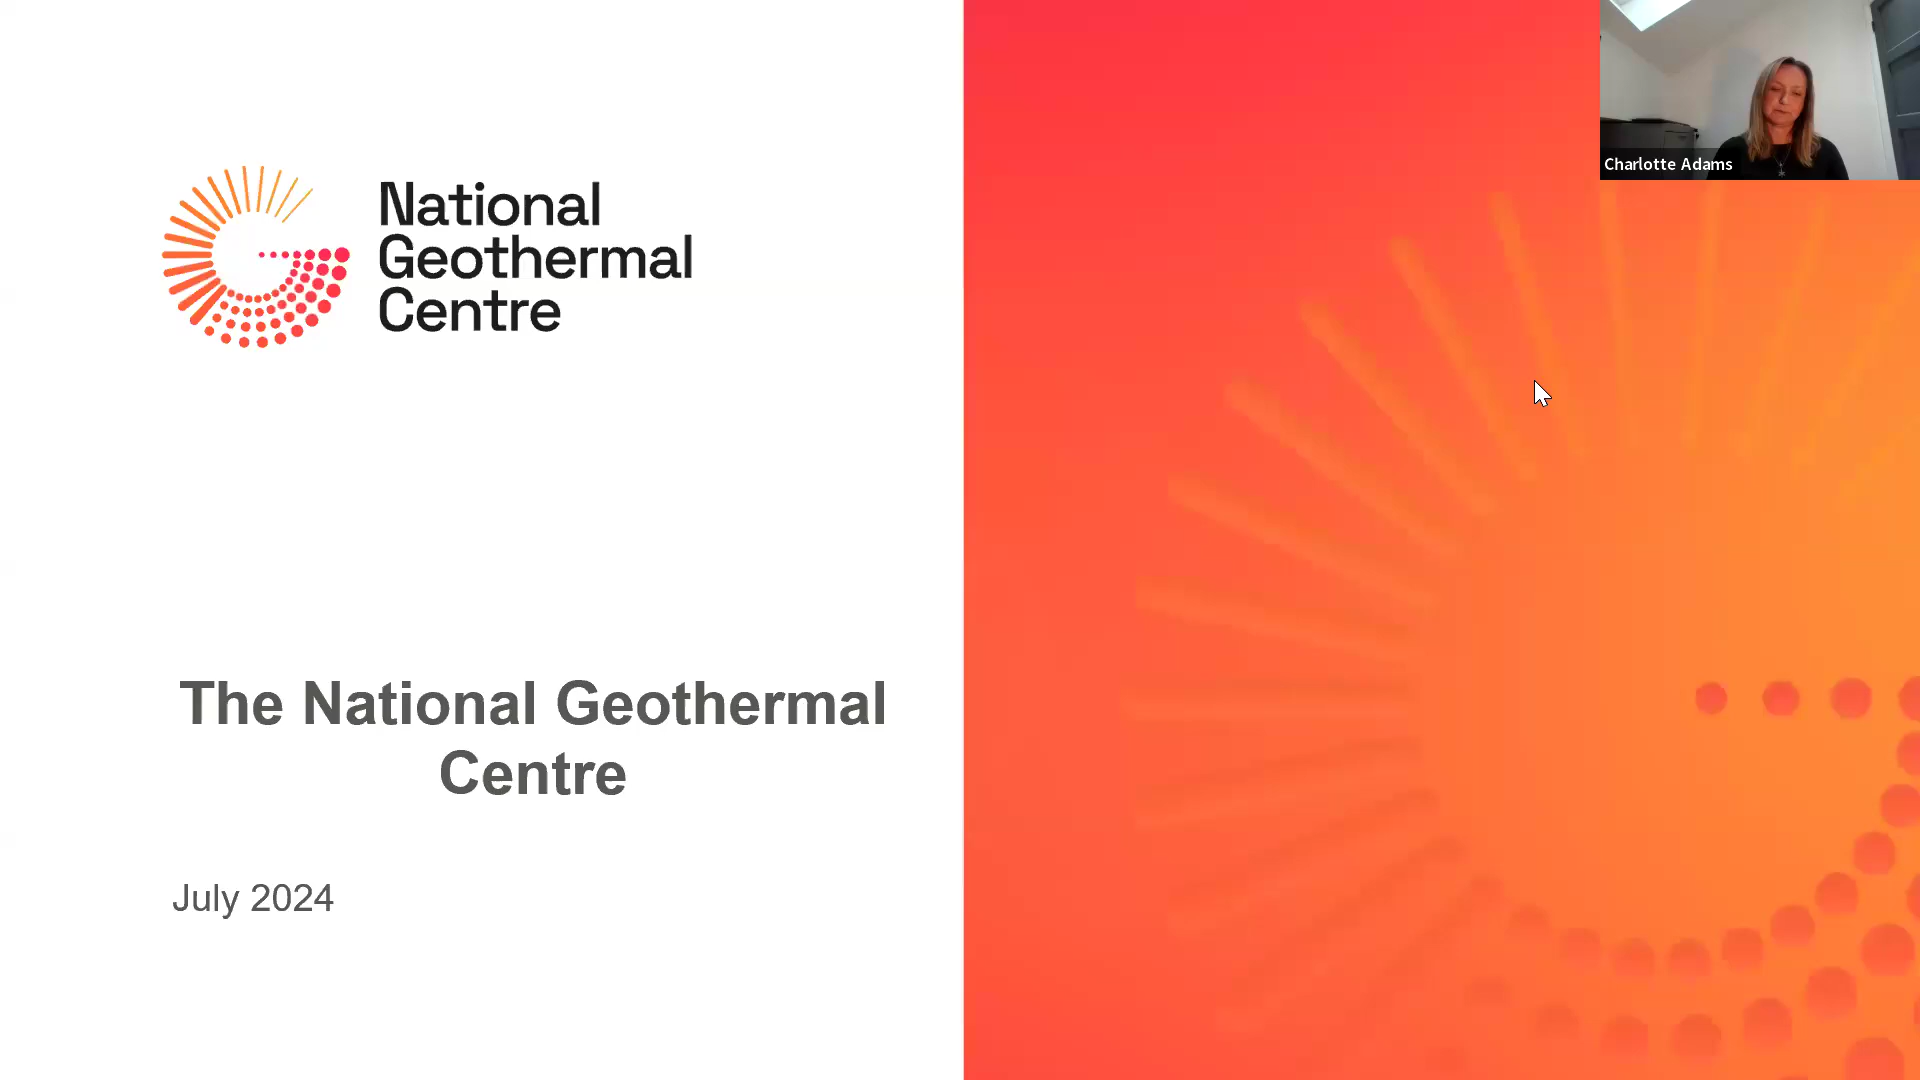 National
Geothermal
Centre
Charlotte Adams
The National Geothermal
Centre
July 2024